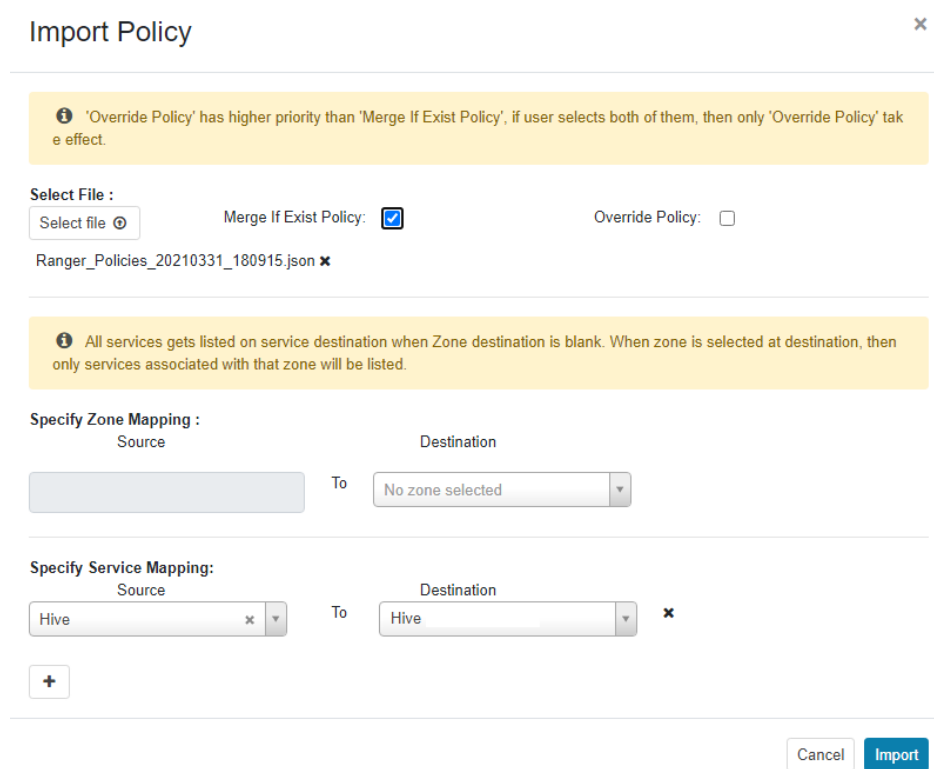 Import Policy
'Override Policy' has higher priority than 'Merge If Exist Policy', if user selects both of them, then only 'Override Policy' tak
e effect.
Select File :
Select file
Merge If Exist Policy:
Override Policy:
Ranger_Policies_20210331_180915.json
All services gets listed on service destination when Zone destination is blank. When zone is selected at destination, then
only services associated with that zone will be listed.
Specify Zone Mapping :
Source
Destination
To
No zone selected
Specify Service Mapping:
Source
Destination
Hive
To
Hive
Cancel
Import